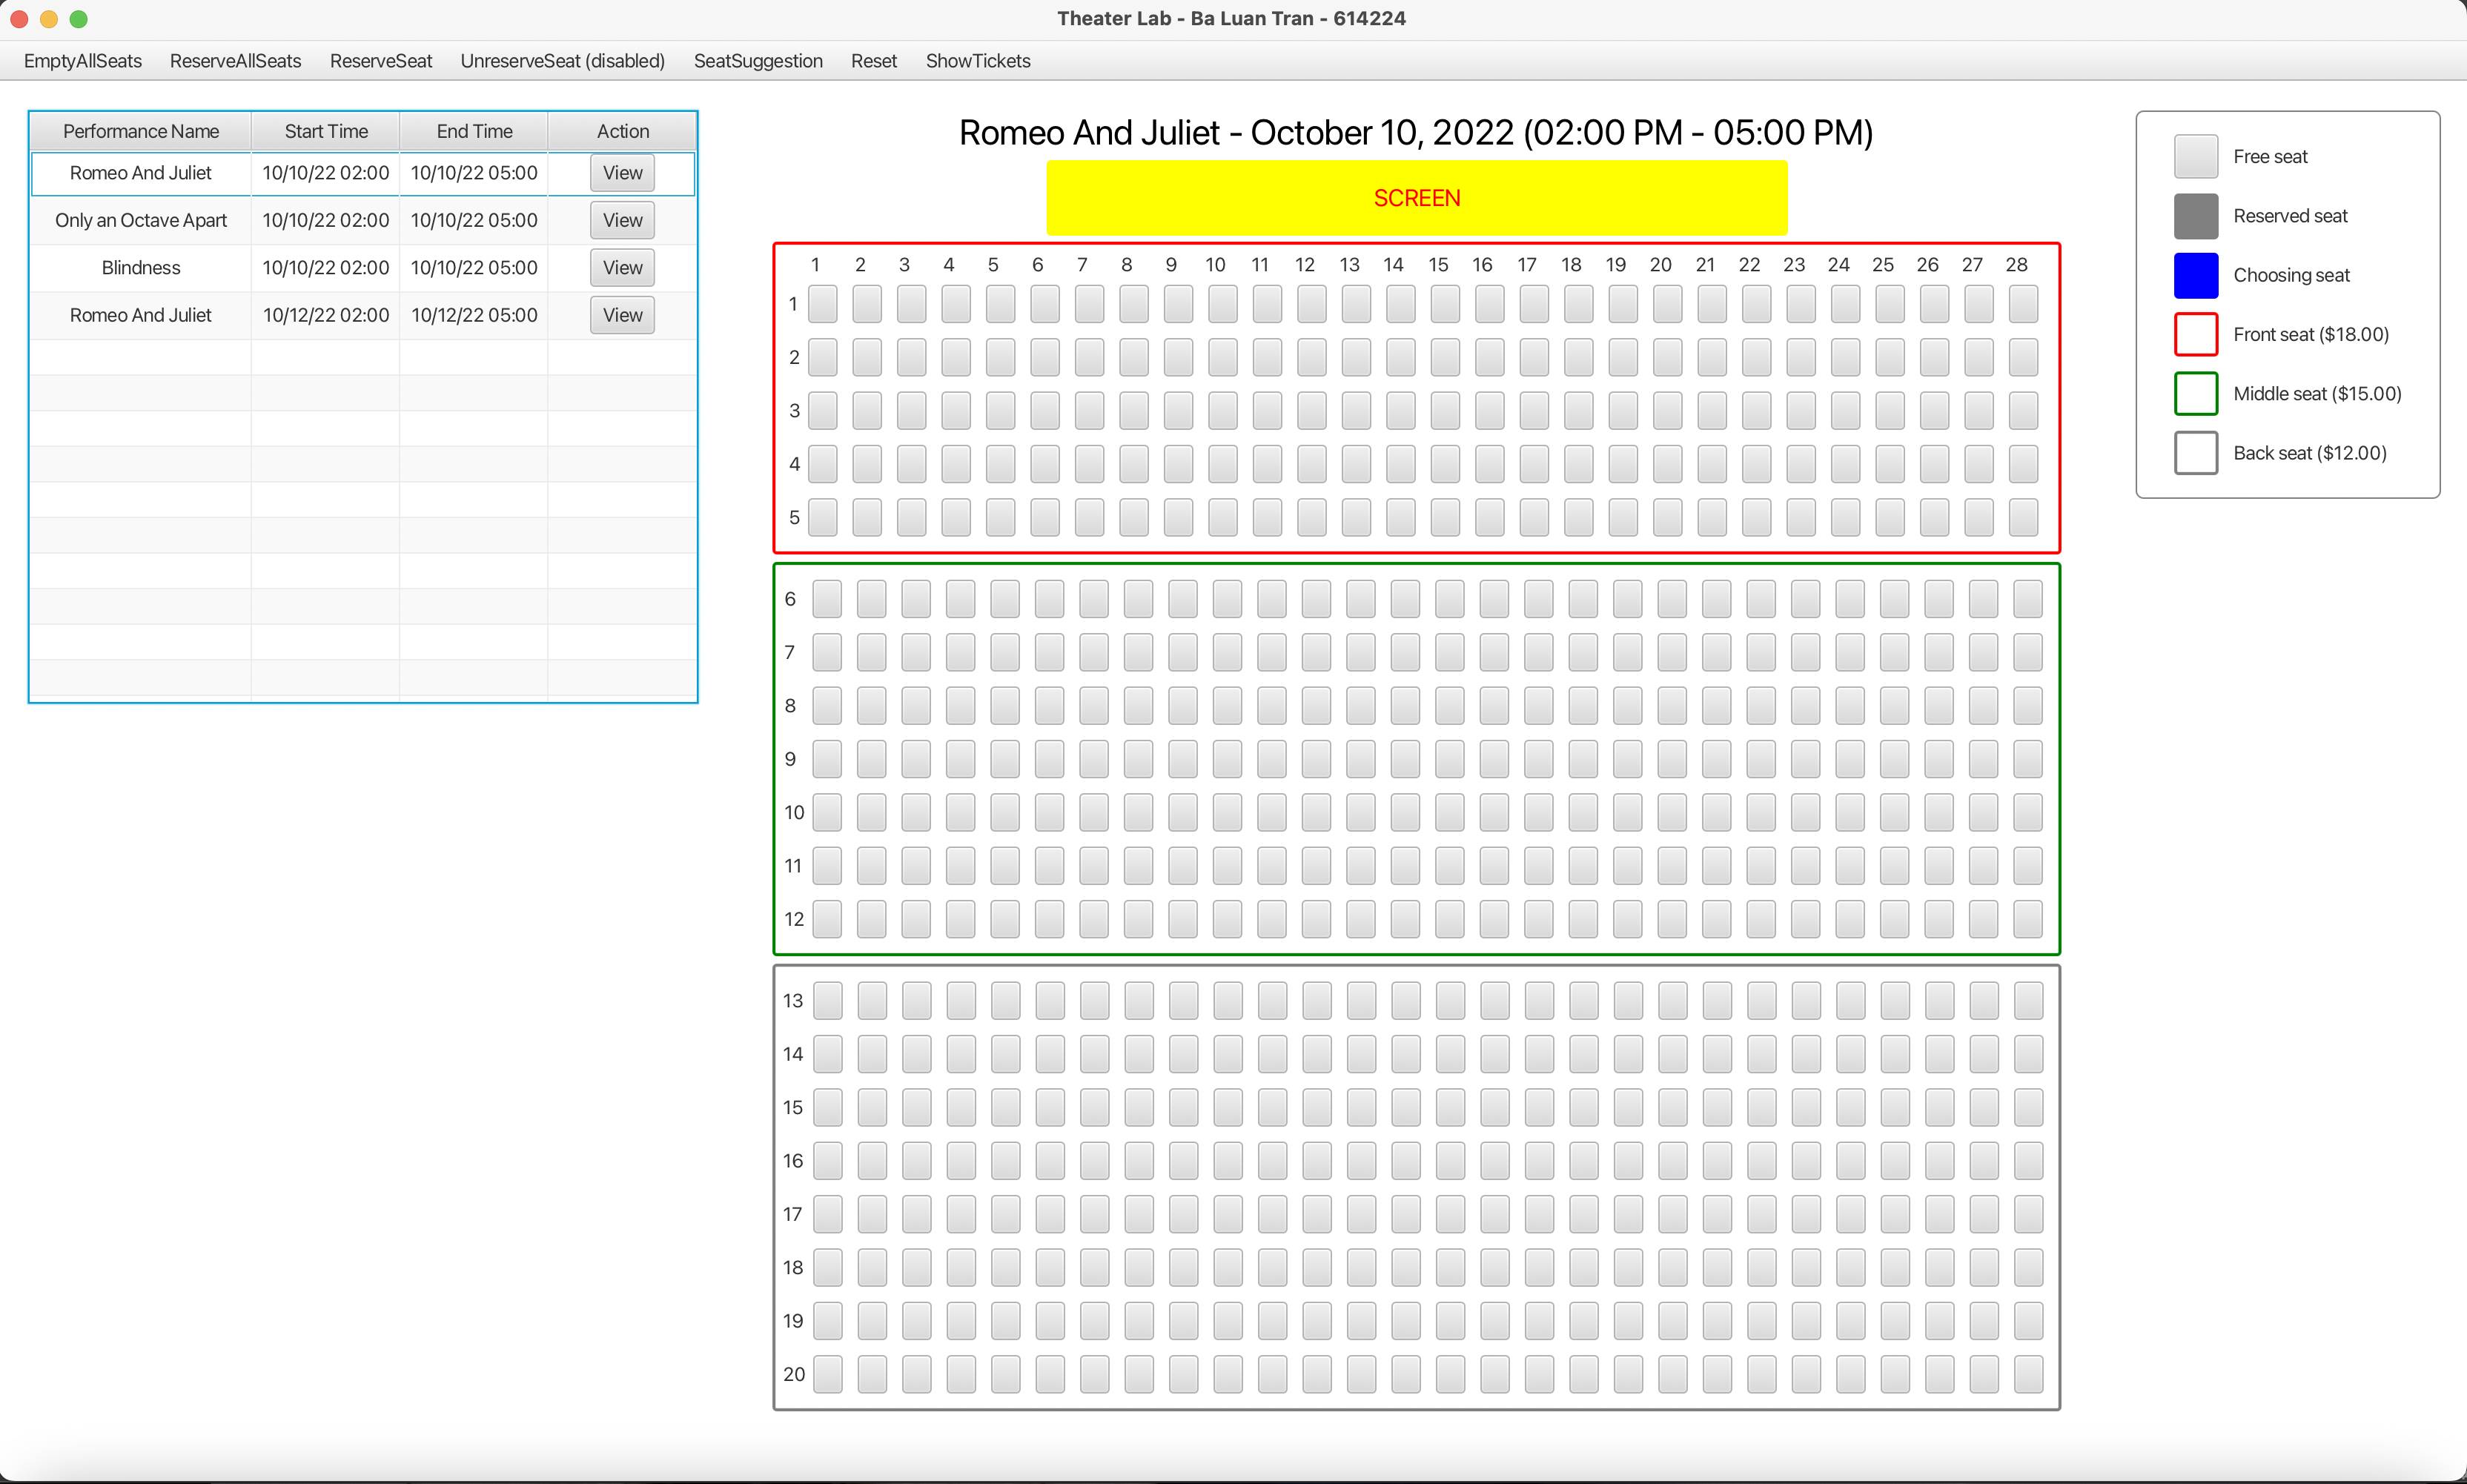 Theater Lab - Ba Luan Tran - 614224
EmptyAllSeats ReserveAllSeats ReserveSeat UnreserveSeat (disabled) SeatSuggestion Reset ShowTickets
Performance Name Start Time End Time Action
Romeo And Juliet 10/10/22 02:00 10/10/22 05:00 View
Only an Octave Apart 10/10/22 02:00 10/10/22 05:00 View
Blindness 10/10/22 02:00 10/10/22 05:00 View
Romeo And Juliet 10/12/22 02:00 10/12/22 05:00 View
Romeo And Juliet - October 10, 2022 (02:00 PM - 05:00 PM)
SCREEN
1 2 3 4 5 6 7 8 9 10 11 12 13 14 15 16 17 18 19 20 21 22 23 24 25 26 27 28
1
2
3
4
5
6
7
8
9
10
11
12
13
14
15
16
17
18
19
20
Free seat
Reserved seat
Choosing seat
Front seat ($18.00)
Middle seat ($15.00)
Back seat ($12.00)